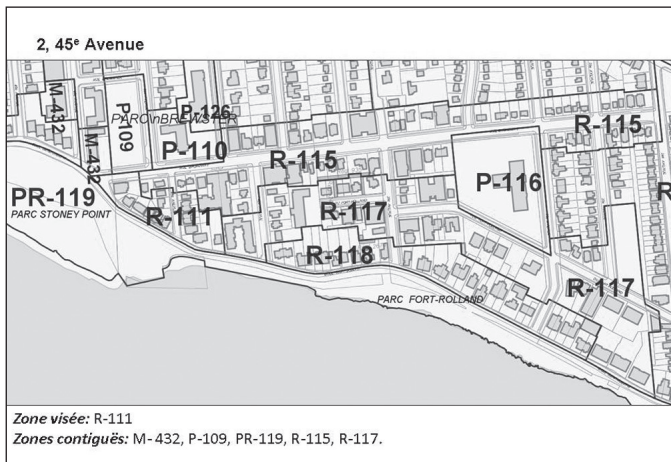 2, 45e Avenue
M-432
P-109
P-126
PARC BREWSTER
M-432
P-110
R-115
R-115
P-116
PR-119
PARC STONEY POINT
R-111
R-117
R-118
R-117
PARC FORT-ROLLAND
Zone visée: R-111
Zones contiguës: M- 432, P-109, PR-119, R-115, R-117.